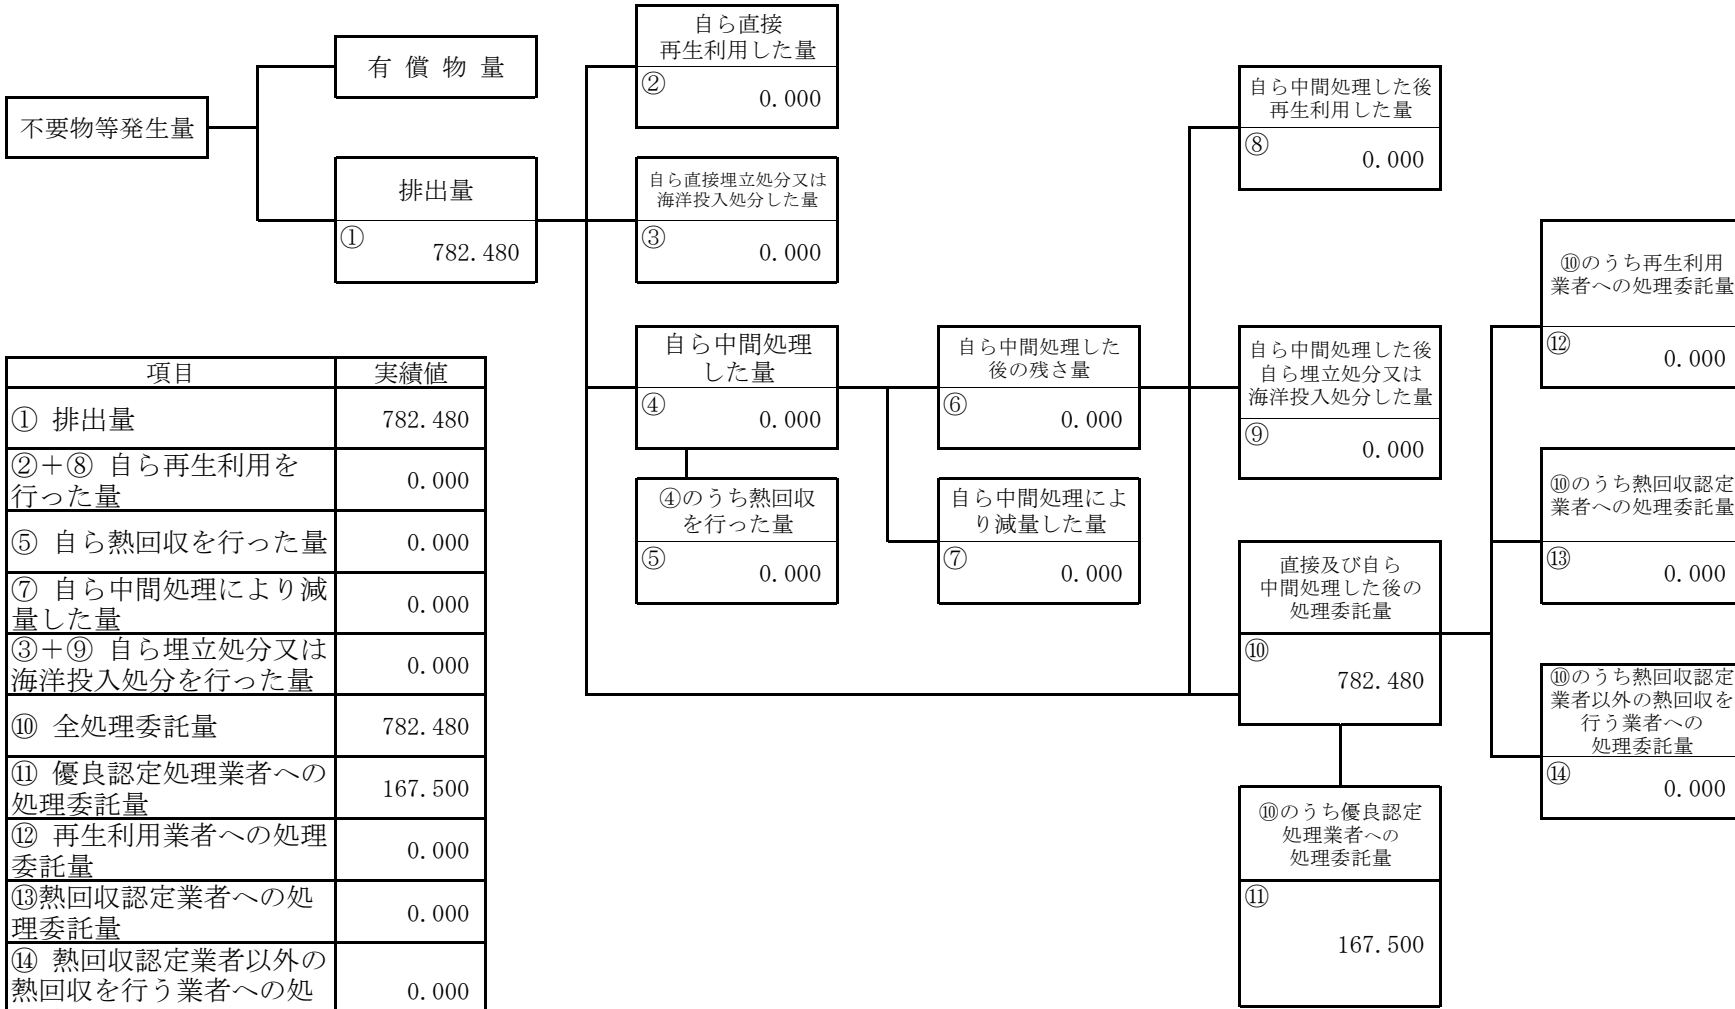 不要物等発生量
有 償 物 量
排出量
①
782.480
自ら直接
再生利用した量
②
0.000
自ら直接埋立処分又は
海洋投入処分した量
③
0.000
自ら中間処理
した量
④
0.000
④のうち熱回収
を行った量
⑤
0.000
自ら中間処理した
後の残さ量
⑥
0.000
自ら中間処理によ
り減量した量
⑦
0.000
自ら中間処理した後
再生利用した量
⑧
0.000
自ら中間処理した後
自ら埋立処分又は
海洋投入処分した量
⑨
0.000
直接及び自ら
中間処理した後の
処理委託量
⑩
782.480
⑩のうち優良認定
処理業者への
処理委託量
⑪
167.500
⑩のうち再生利用
業者への処理委託量
⑫
0.000
⑩のうち熱回収認定
業者への処理委託量
⑬
0.000
⑩のうち熱回収認定
業者以外の熱回収を
行う業者への
処理委託量
⑭
0.000
項目 実績値
① 排出量 782.480
②＋⑧ 自ら再生利用を
行った量 0.000
⑤ 自ら熱回収を行った量 0.000
⑦ 自ら中間処理により減
量した量 0.000
③＋⑨ 自ら埋立処分又は
海洋投入処分を行った量 0.000
⑩ 全処理委託量 782.480
⑪ 優良認定処理業者への
処理委託量 167.500
⑫ 再生利用業者への処理
委託量 0.000
⑬熱回収認定業者への処
理委託量 0.000
⑭ 熱回収認定業者以外の
熱回収を行う業者への処 0.000